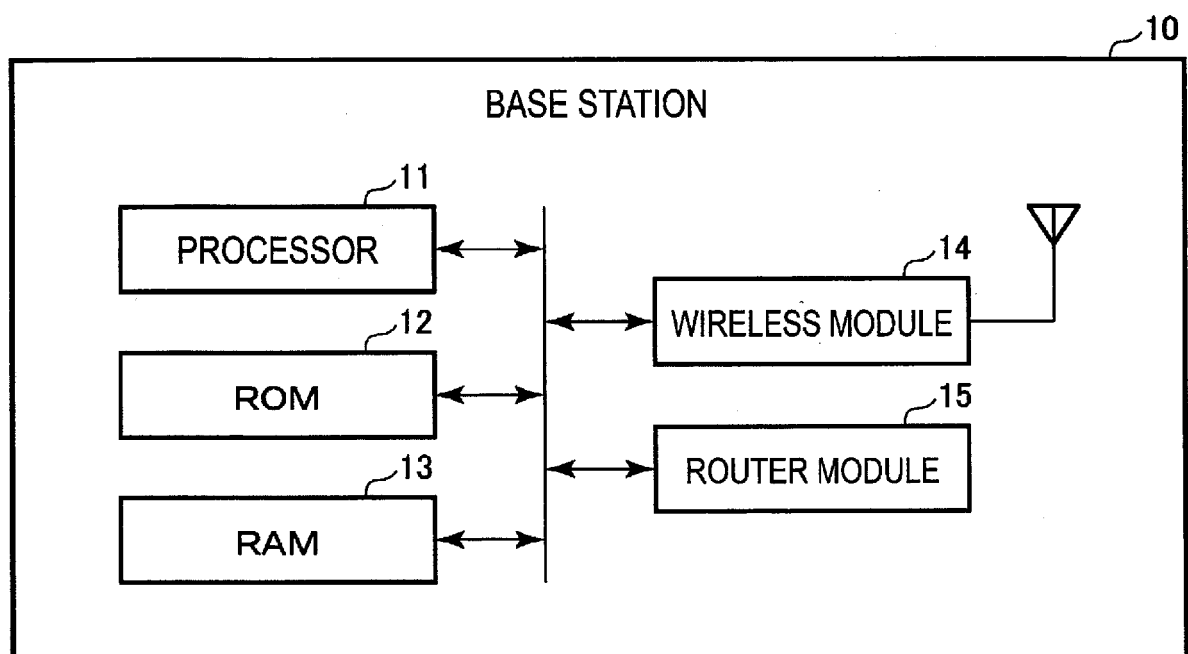 10
BASE STATION
11
PROCESSOR
14
WIRELESS MODULE
12
ROM
15
ROUTER MODULE
13
RAM